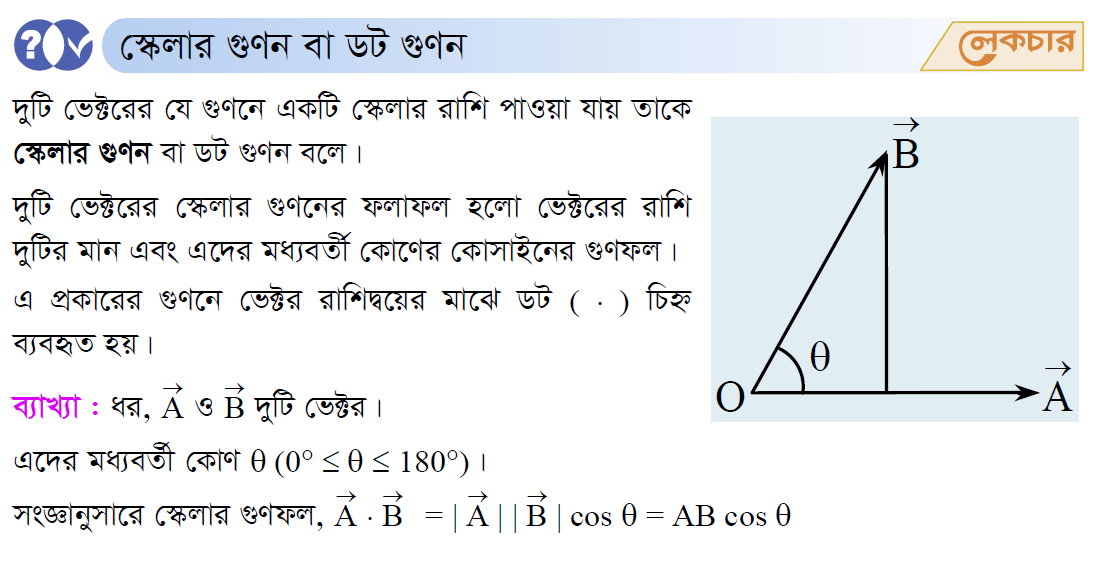 স্কেলার গুণন বা ডট গুণন
লেকচার
দুটি ভেক্টরের যে গুণনে একটি স্কেলার রাশি পাওয়া যায় তাকে
স্কেলার গুণন বা ডট গুণন বলে।
দুটি ভেক্টরের স্কেলার গুণনের ফলাফল হলো ভেক্টরের রাশি
দুটির মান এবং এদের মধ্যবর্তী কোণের কোসাইনের গুণফল।
এ প্রকারের গুণনে ভেক্টর রাশিদ্বয়ের মাঝে ডট ( · ) চিহ্ন
ব্যবহৃত হয়।
ব্যাখ্যা : ধর, A⃗ ও B⃗ দুটি ভেক্টর।
এদের মধ্যবর্তী কোণ θ (0° ≤ θ ≤ 180°)।
সংজ্ঞানুসারে স্কেলার গুণফল, A⃗ · B⃗ = | A⃗ | | B⃗ | cos θ = AB cos θ
B⃗
θ
O
A⃗